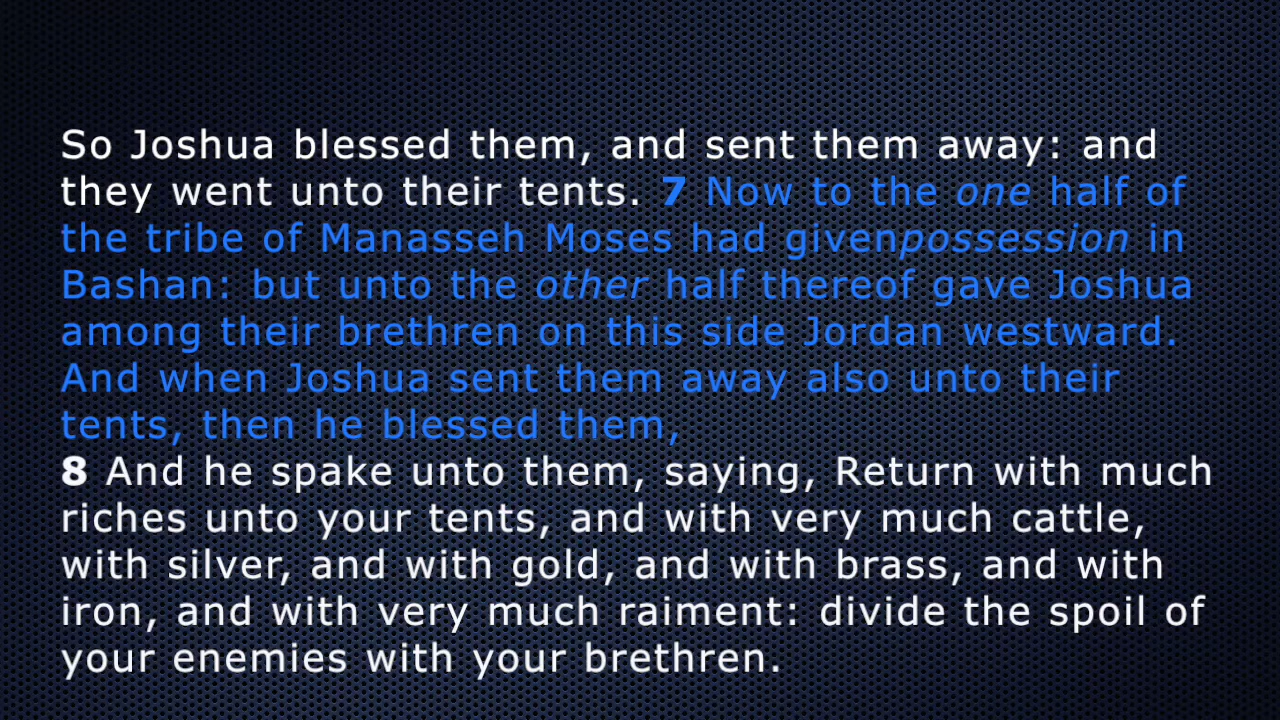 So Joshua blessed them, and sent them away: and
they went unto their tents. 7 Now to the one half of
the tribe of Manasseh Moses had givenpossession in
Bashan: but unto the other half thereof gave Joshua
among their brethren on this side Jordan westward.
And when Joshua sent them away also unto their
tents, then he blessed them,
8 And he spake unto them, saying, Return with much
riches unto your tents, and with very much cattle,
with silver, and with gold, and with brass, and with
iron, and with very much raiment: divide the spoil of
your enemies with your brethren.